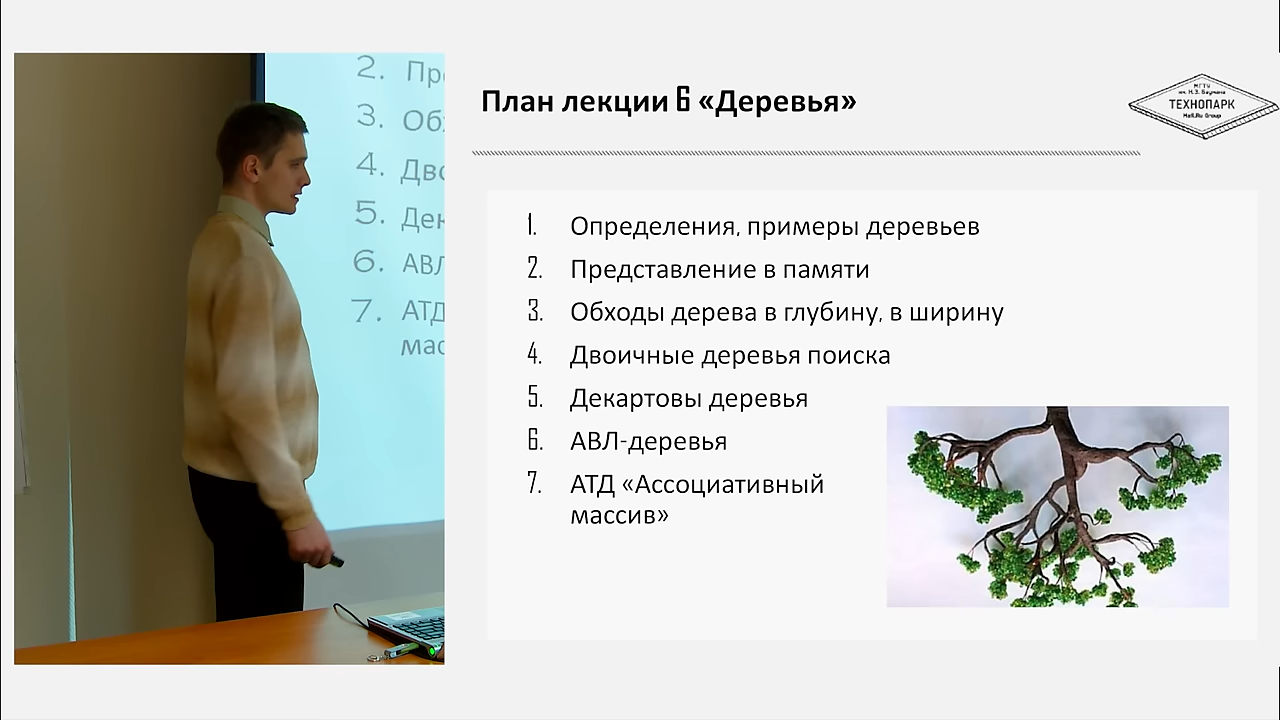 2. Пре
3. Об
4. Дво
5. Дек
6. АВЛ
7. АТД
мас
План лекции 6 «Деревья»
МГТУ
им. Н.Э. Баумана
ТЕХНОПАРК
Mail.Ru Group
1. Определения, примеры деревьев
2. Представление в памяти
3. Обходы дерева в глубину, в ширину
4. Двоичные деревья поиска
5. Декартовы деревья
6. АВЛ-деревья
7. АТД «Ассоциативный
массив»